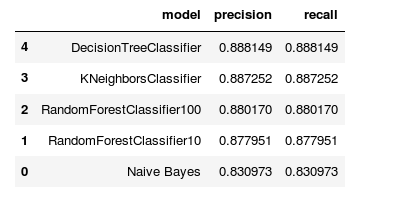 model precision recall
4 DecisionTreeClassifier 0.888149 0.888149
3 KNeighborsClassifier 0.887252 0.887252
2 RandomForestClassifier100 0.880170 0.880170
1 RandomForestClassifier10 0.877951 0.877951
0 Naive Bayes 0.830973 0.830973